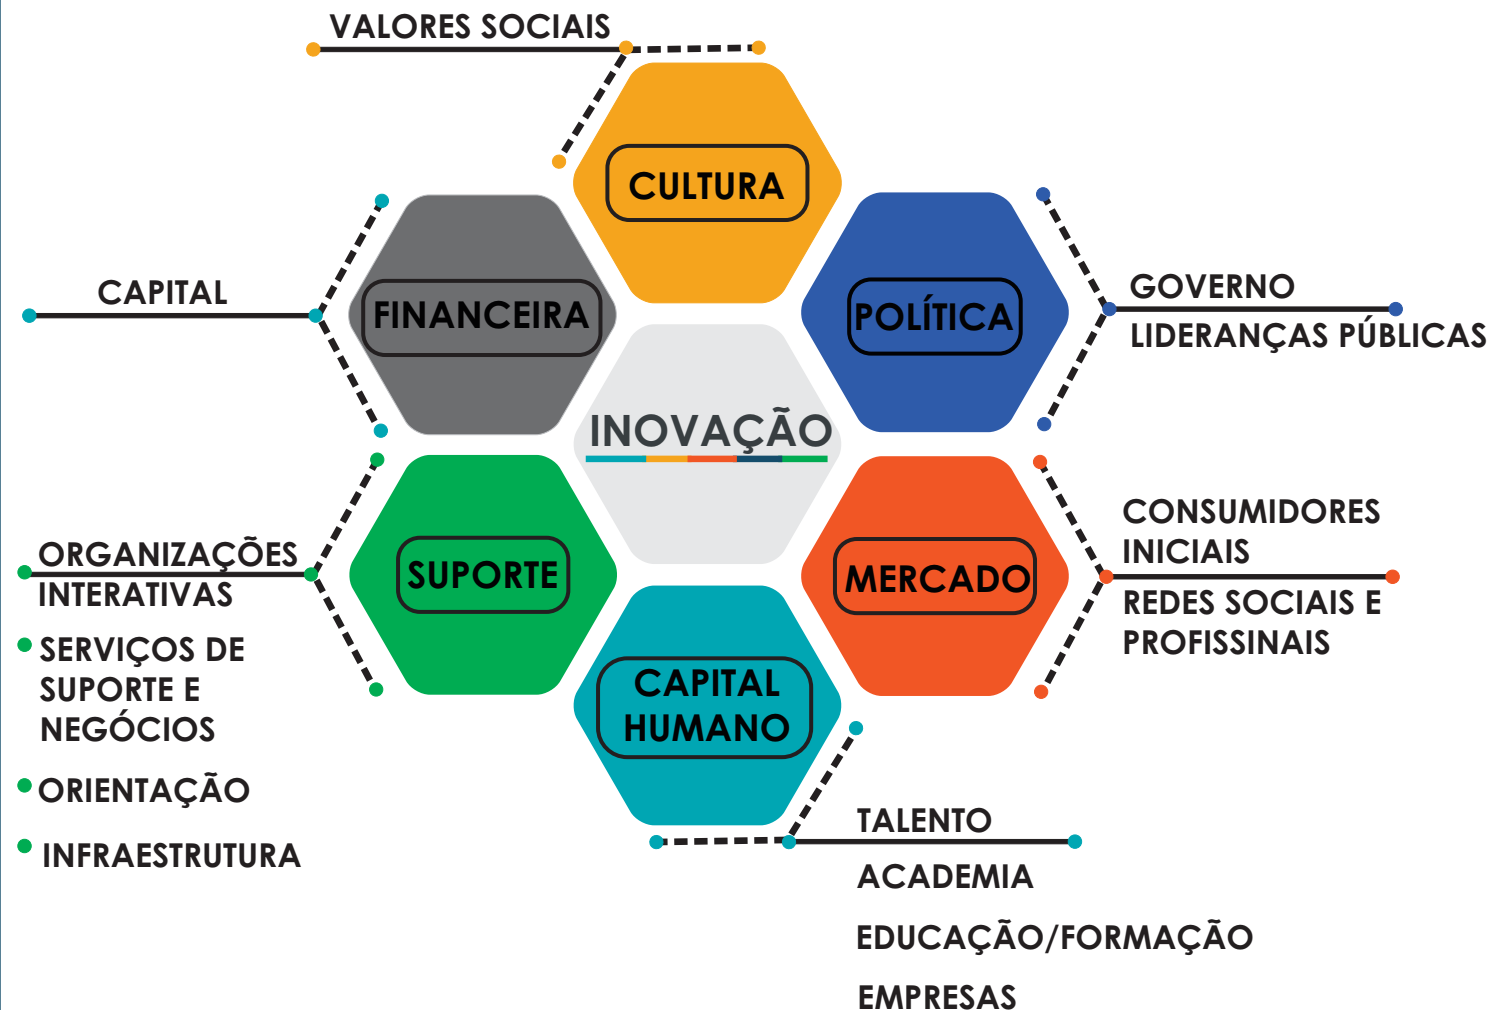 VALORES SOCIAIS
CULTURA
CAPITAL
FINANCEIRA
POLÍTICA
GOVERNO
LIDERANÇAS PÚBLICAS
INOVAÇÃO
ORGANIZAÇÕES
INTERATIVAS
SERVIÇOS DE
SUPORTE E
NEGÓCIOS
ORIENTAÇÃO
INFRAESTRUTURA
SUPORTE
MERCADO
CONSUMIDORES
INICIAIS
REDES SOCIAIS E
PROFISSINAIS
CAPITAL
HUMANO
TALENTO
ACADEMIA
EDUCAÇÃO/FORMAÇÃO
EMPRESAS